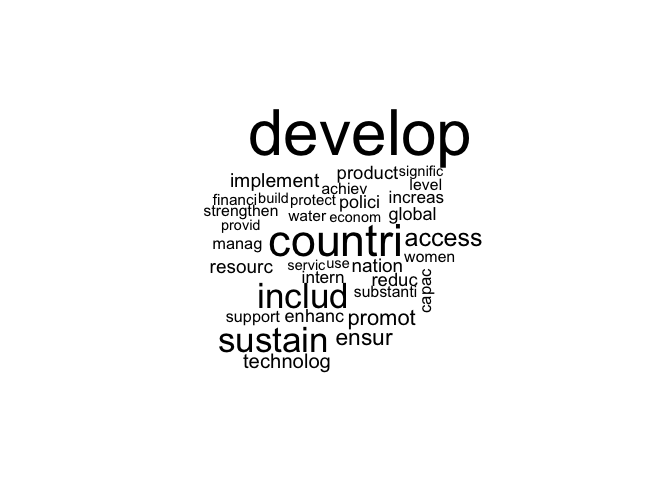 develop
product signific
implement achiev level
financi build protect polici increas
strengthen water econom global
provid
manag countri access
women
resourc servic use nation
intern reduc capac
includ substanti
support enhanc promot
sustain ensur
technolog